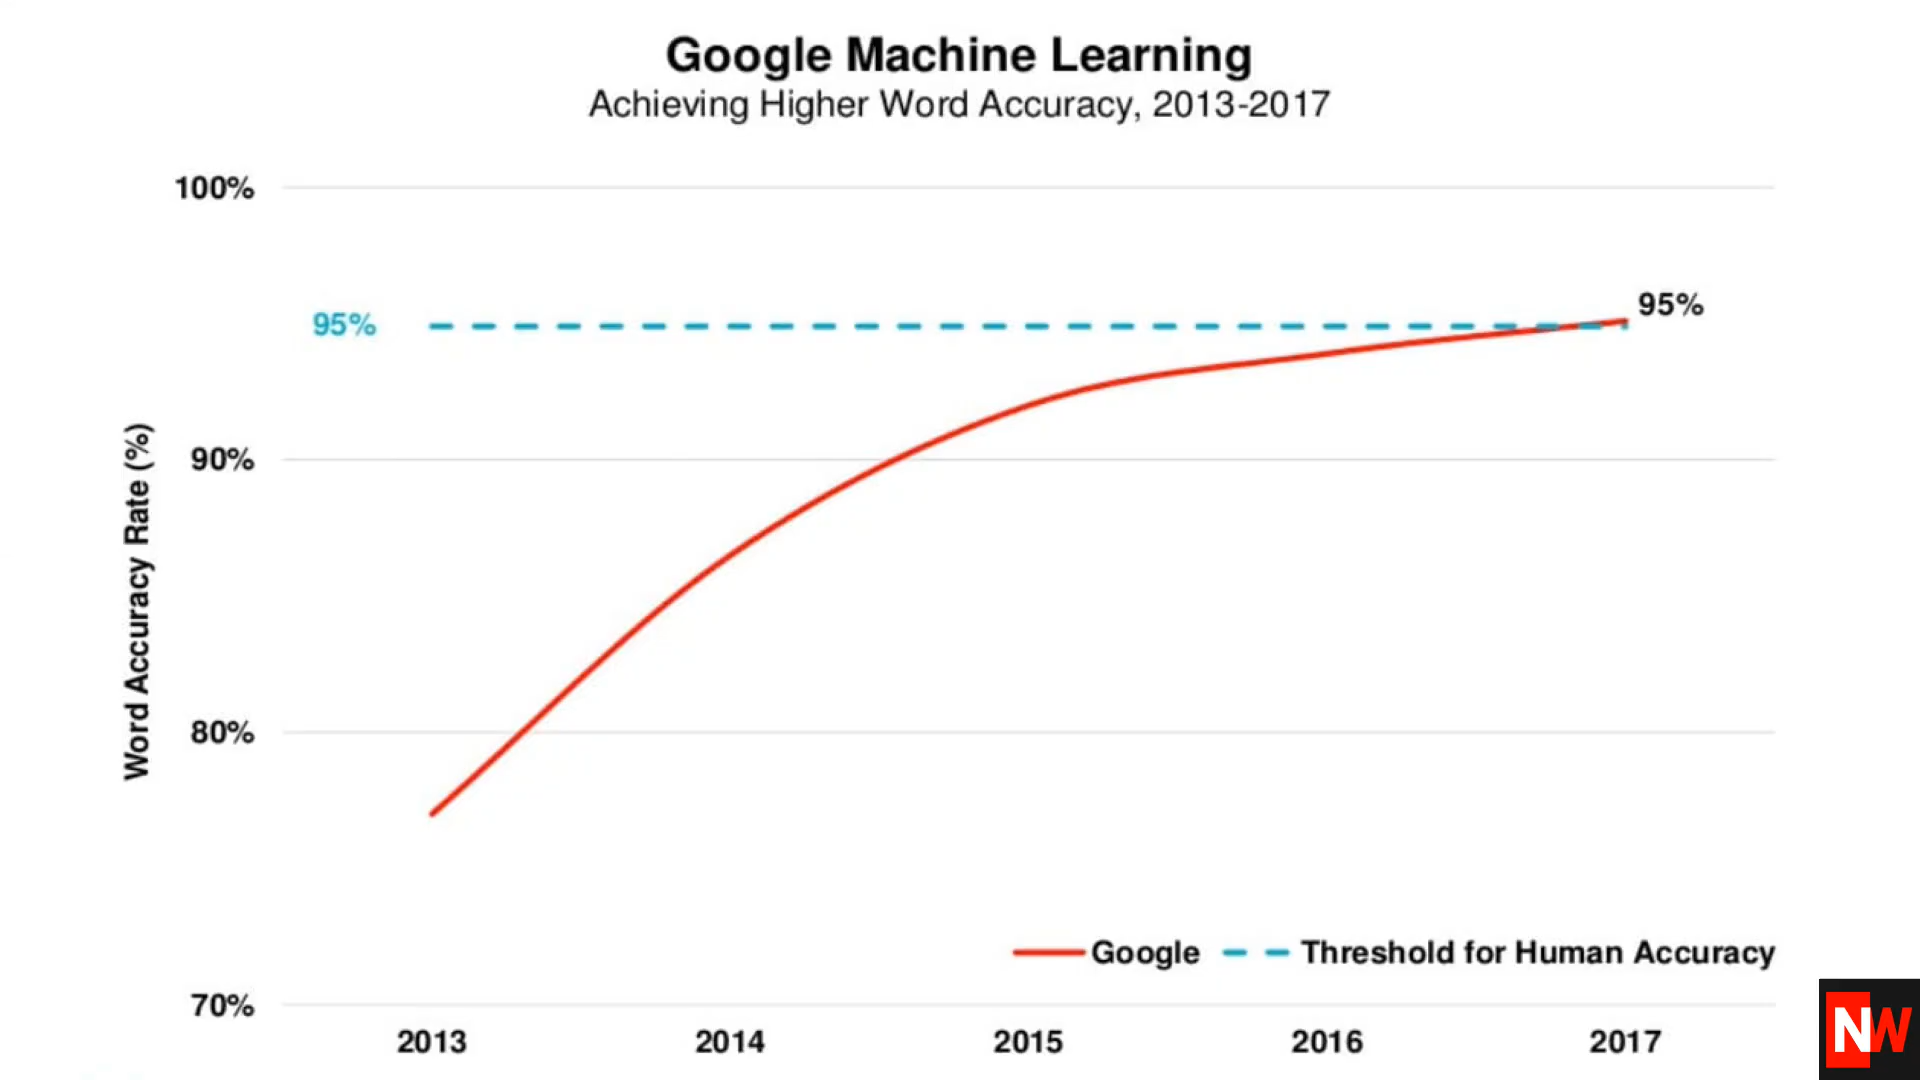 Google Machine Learning
Achieving Higher Word Accuracy, 2013-2017
100%
95%
95%
90%
80%
70%
Word Accuracy Rate (%)
Google
Threshold for Human Accuracy
2013 2014 2015 2016 2017
NW